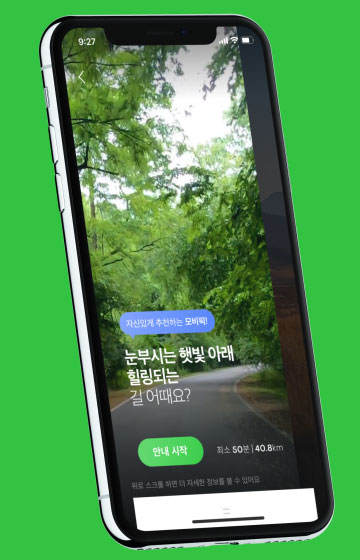 9:27
자신있게 추천하는 모비픽!
눈부시는 햇빛 아래
힐링되는
길 어때요?
안내 시작
최소 50분 | 40.8km
위로 스크롤 하면 더 자세한 정보를 볼 수 있어요